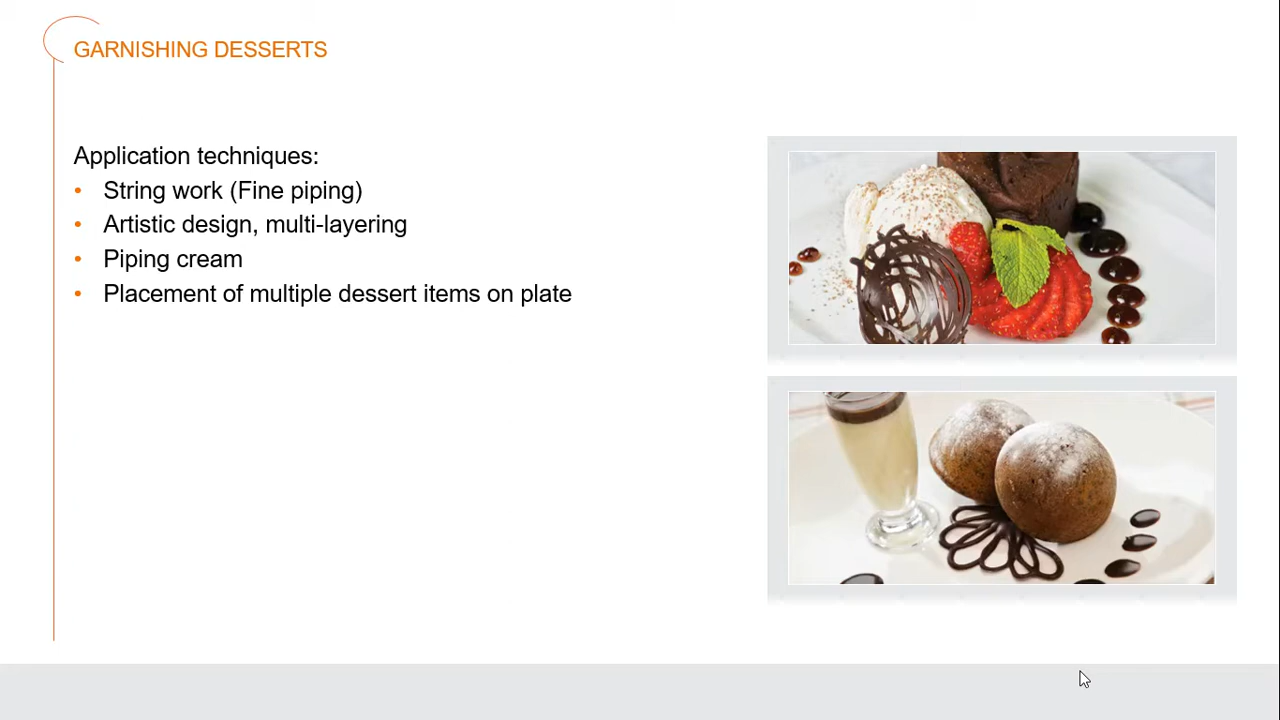 GARNISHING DESSERTS
Application techniques:
• String work (Fine piping)
• Artistic design, multi-layering
• Piping cream
• Placement of multiple dessert items on plate